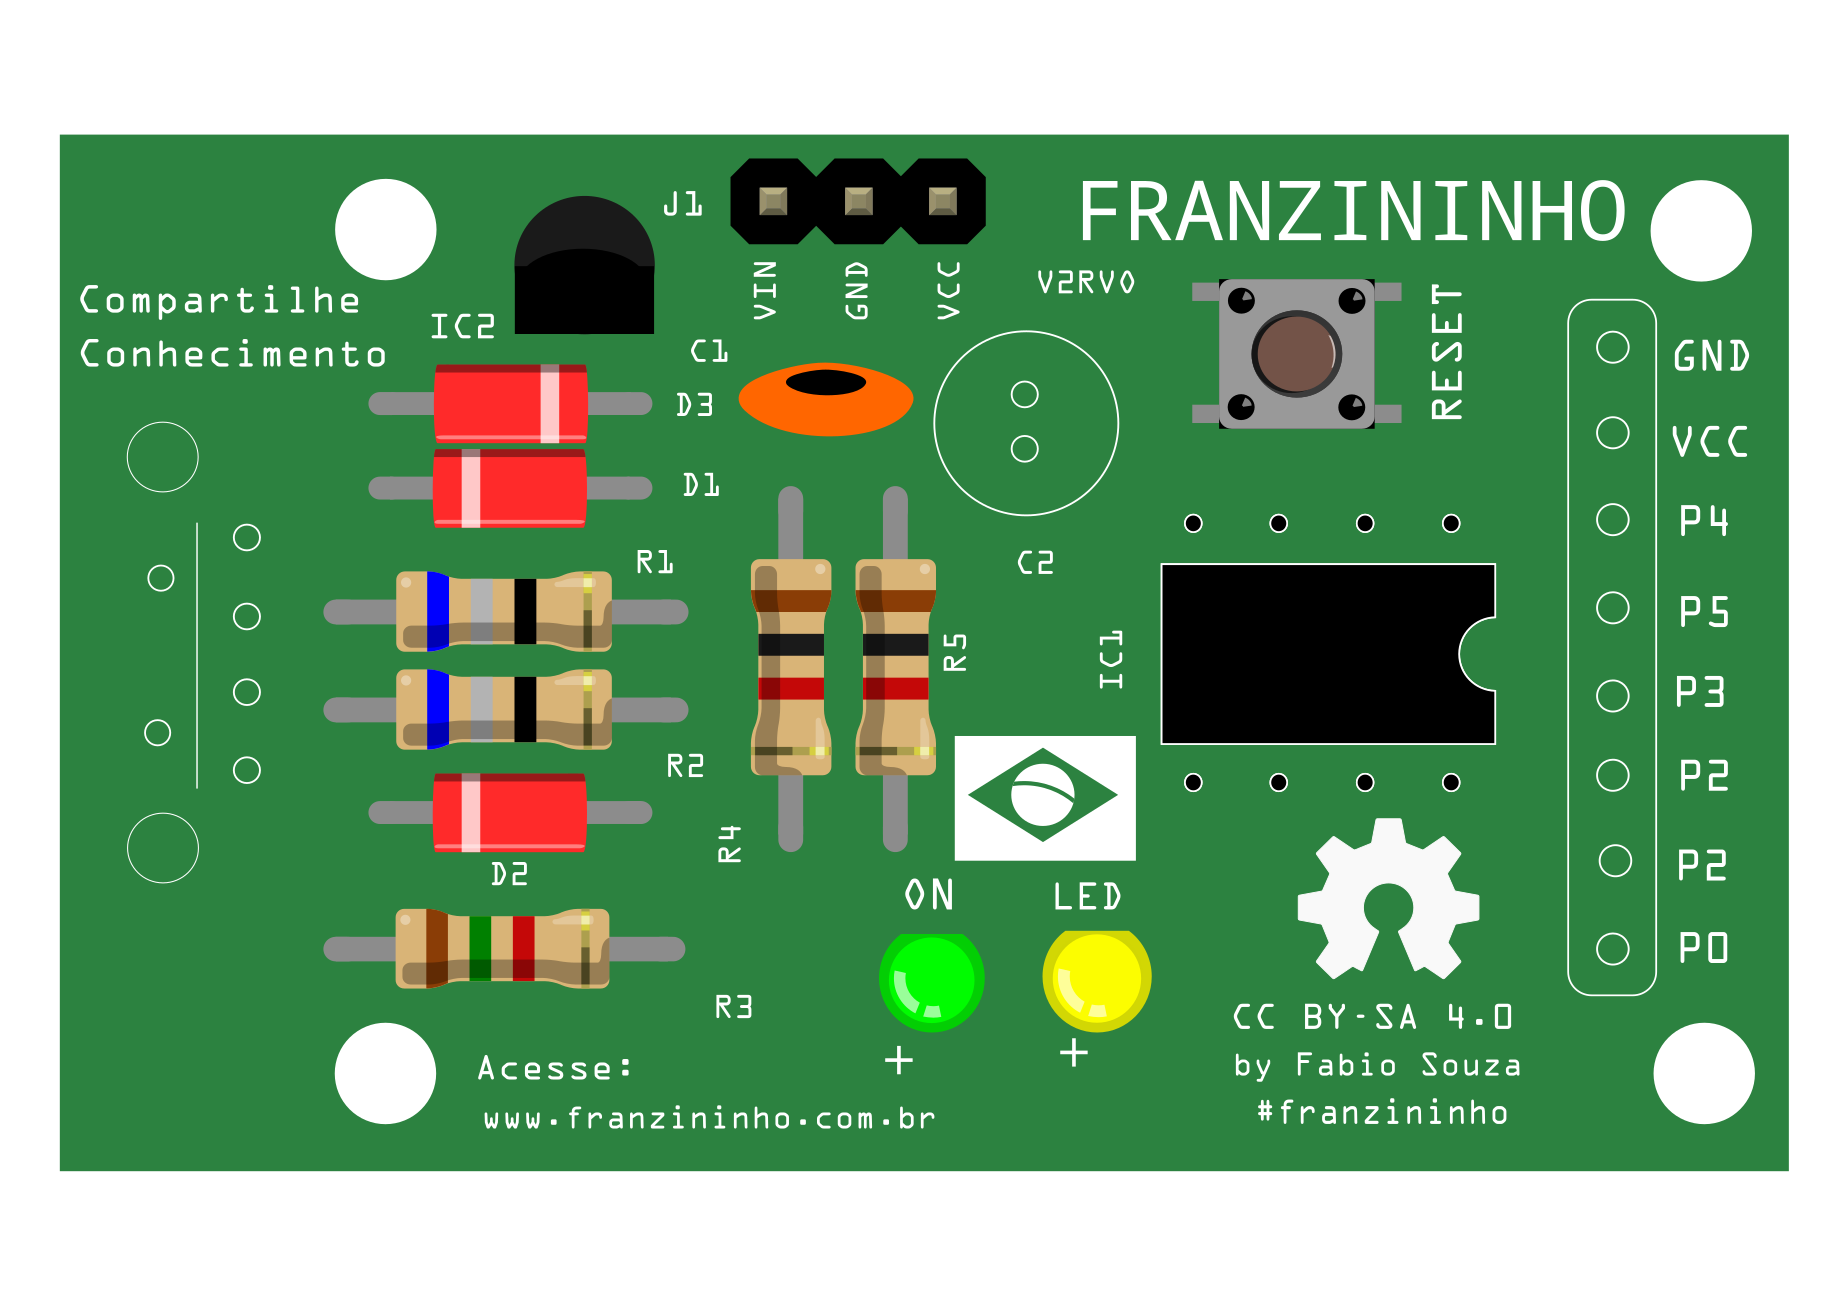 J1
FRANZININHO
VIN
GND
VCC
V2RV0
RESET
Compartilhe
Conhecimento
IC2
C1
D3
D1
GND
VCC
P4
P5
P3
P2
P2
P0
R1
C2
R5
IC1
R2
R4
D2
ON
LED
R3
CC BY-SA 4.0
by Fabio Souza
#franzininho
Acesse:
www.franzininho.com.br
+
+